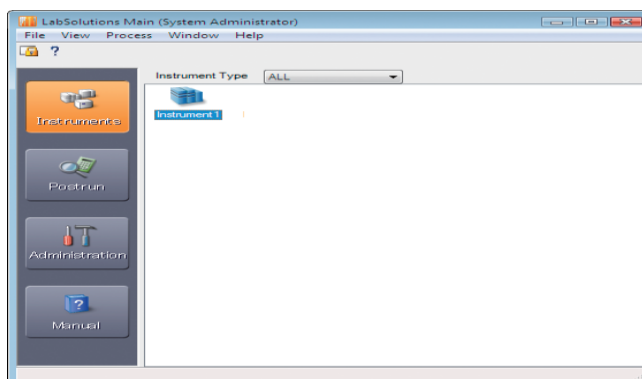 LabSolutions Main (System Administrator)
File View Process Window Help
?
Instrument Type ALL
Instruments
Instrument1
Postrun
Administration
?
Manual